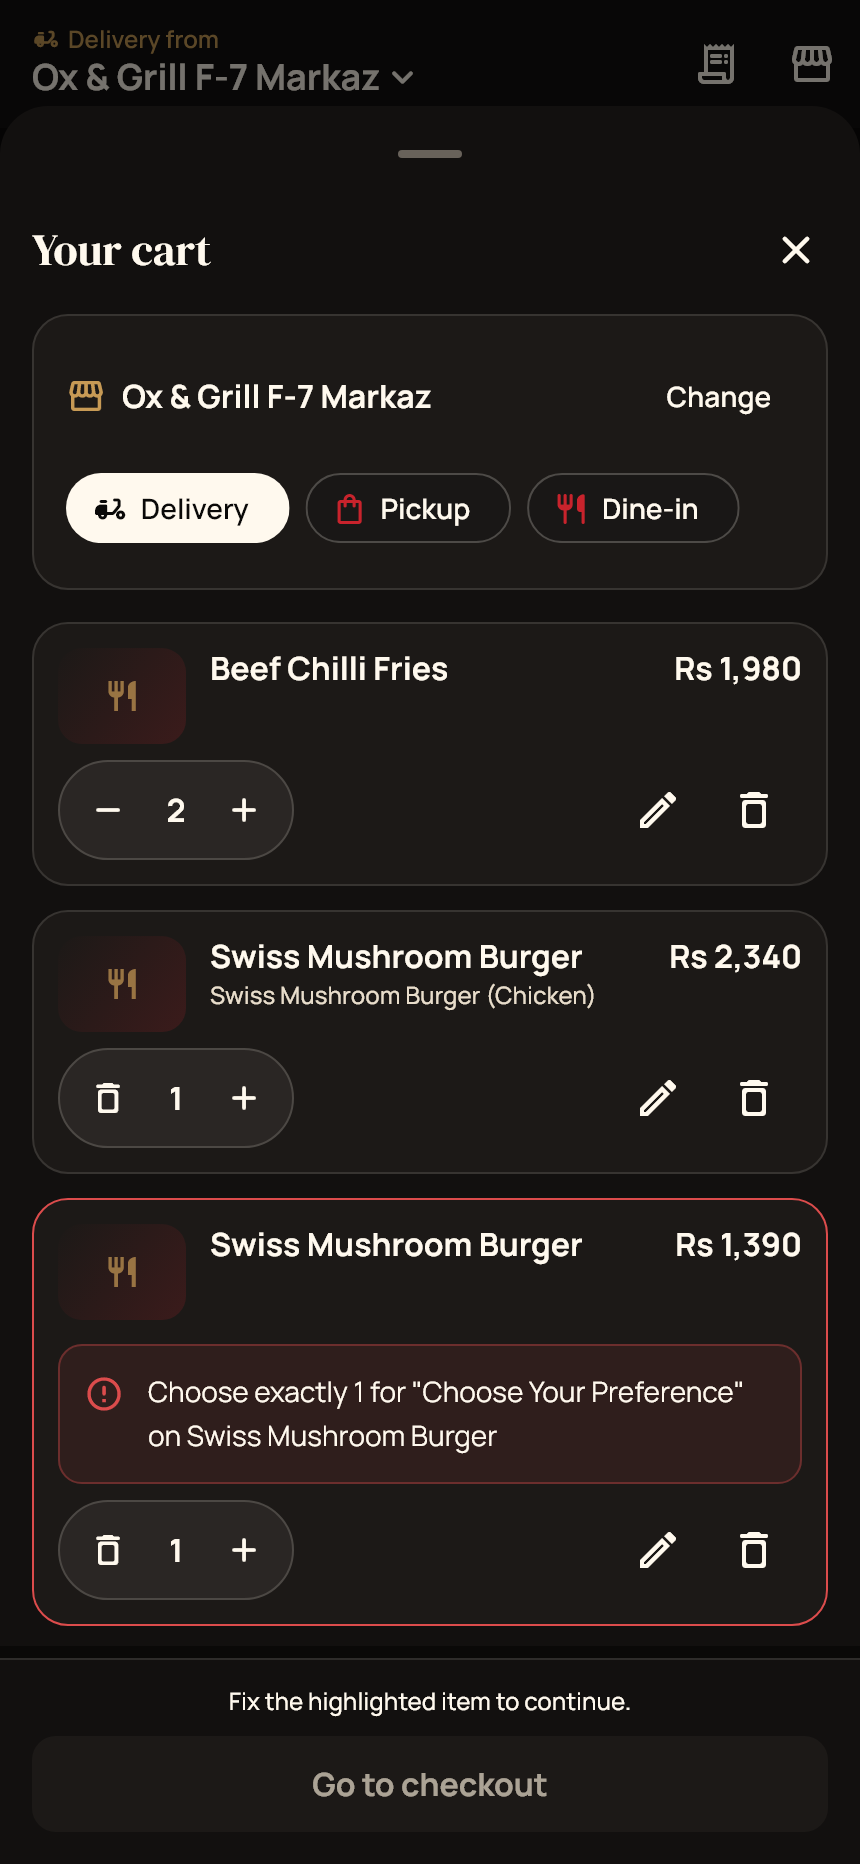 Delivery from
Ox & Grill F-7 Markaz
Your cart
Ox & Grill F-7 Markaz
Change
Delivery
Pickup
Dine-in
Beef Chilli Fries
Rs 1,980
2
Swiss Mushroom Burger
Rs 2,340
Swiss Mushroom Burger (Chicken)
1
Swiss Mushroom Burger
Rs 1,390
Choose exactly 1 for "Choose Your Preference"
on Swiss Mushroom Burger
1
Fix the highlighted item to continue.
Go to checkout